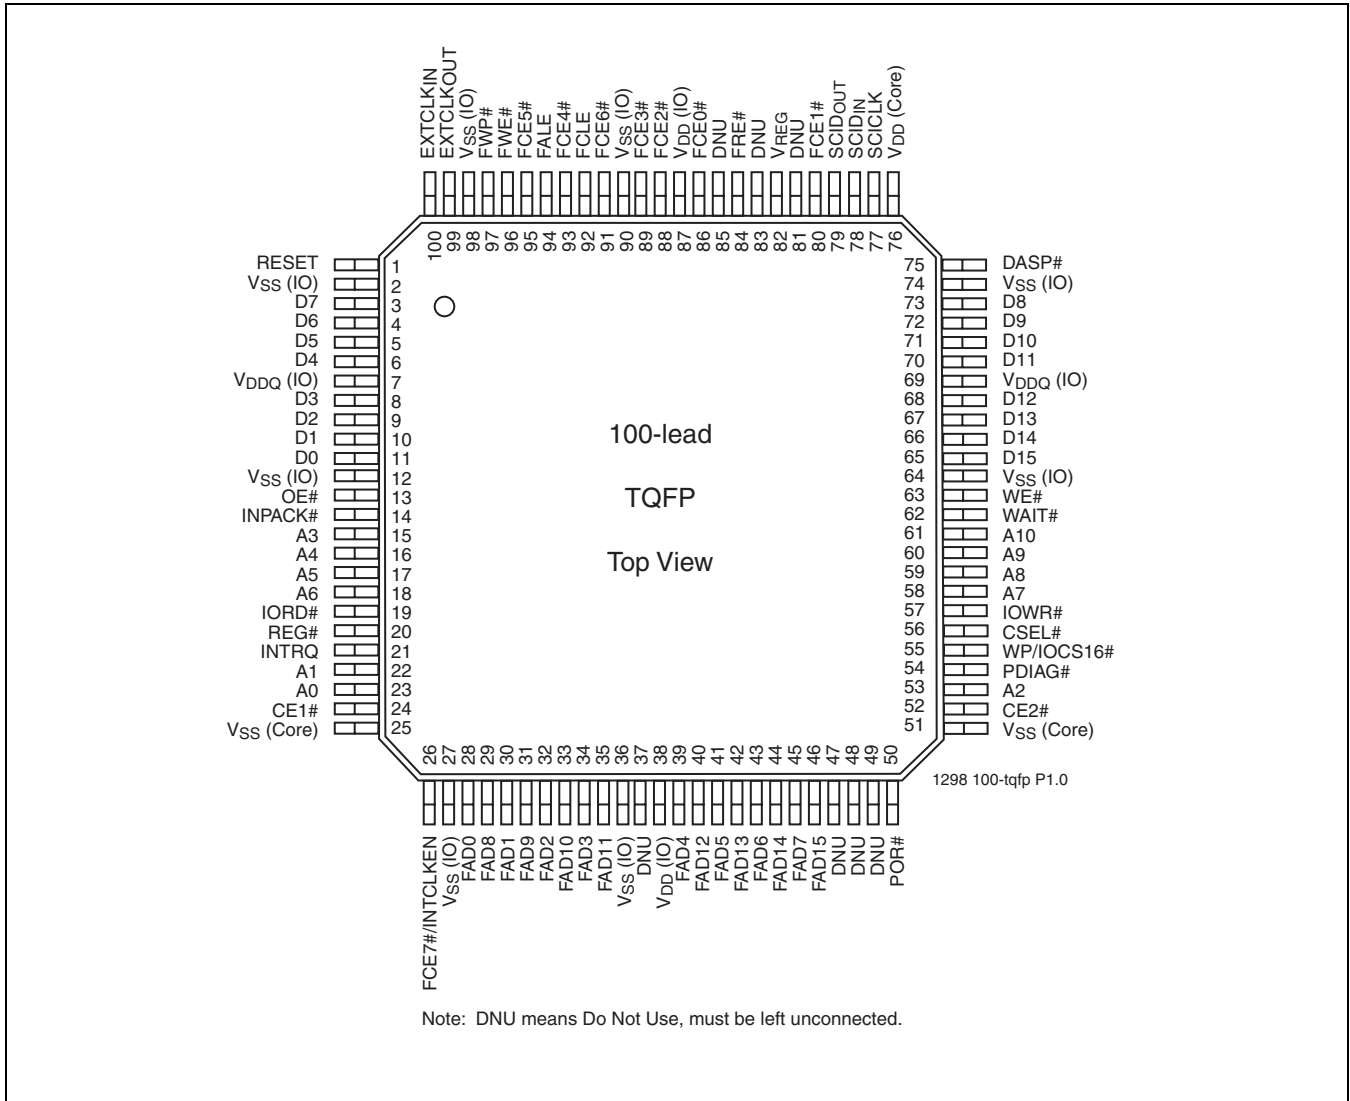 EXTCLKIN
EXTCLKOUT
VSS (IO)
FWP#
FWE#
FCE5#
FALE
FCE4#
FCLE
FCE6#
VSS (IO)
FCE3#
FCE2#
VDD (IO)
FCE0#
DNU
FRE#
DNU
VREG
DNU
FCE1#
SCIDOUT
SCIDIN
SCICLK
VDD (Core)
100 99 98 97 96 95 94 93 92 91 90 89 88 87 86 85 84 83 82 81 80 79 78 77 76
RESET 1
VSS (IO) 2
D7 3
D6 4
D5 5
D4 6
VDDQ (IO) 7
D3 8
D2 9
D1 10
D0 11
VSS (IO) 12
OE# 13
INPACK# 14
A3 15
A4 16
A5 17
A6 18
IORD# 19
REG# 20
INTRQ 21
A1 22
A0 23
CE1# 24
VSS (Core) 25
100-lead
TQFP
Top View
75 DASP#
74 VSS (IO)
73 D8
72 D9
71 D10
70 D11
69 VDDQ (IO)
68 D12
67 D13
66 D14
65 D15
64 VSS (IO)
63 WE#
62 WAIT#
61 A10
60 A9
59 A8
58 A7
57 IOWR#
56 CSEL#
55 WP/IOCS16#
54 PDIAG#
53 A2
52 CE2#
51 VSS (Core)
26 27 28 29 30 31 32 33 34 35 36 37 38 39 40 41 42 43 44 45 46 47 48 49 50
1298 100-tqfp P1.0
FCE7#/INTCLKEN
VSS (IO)
FAD0
FAD8
FAD1
FAD9
FAD2
FAD10
FAD3
FAD11
VSS (IO)
DNU
VDD (IO)
FAD4
FAD12
FAD5
FAD13
FAD6
FAD14
FAD7
FAD15
DNU
DNU
DNU
POR#
Note: DNU means Do Not Use, must be left unconnected.